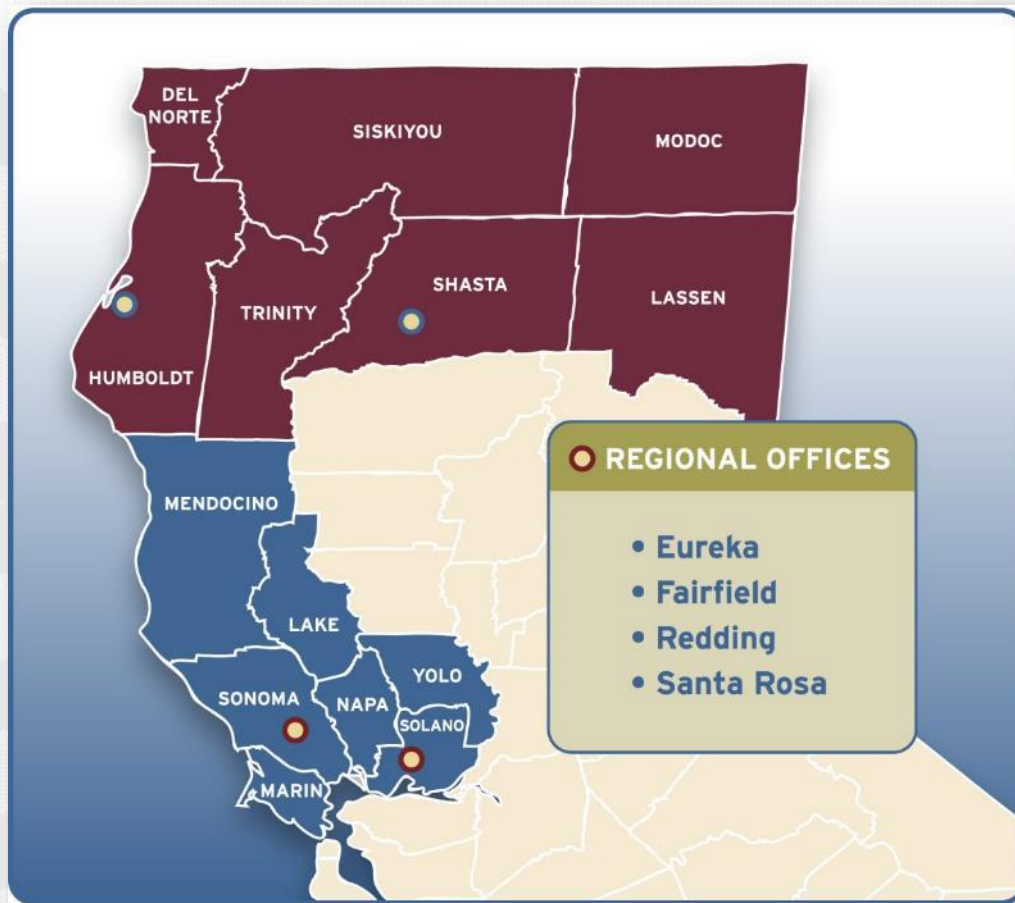 DEL
NORTE
SISKIYOU
MODOC
SHASTA
LASSEN
TRINITY
HUMBOLDT
MENDOCINO
LAKE
YOLO
SONOMA
NAPA
SOLANO
MARIN
REGIONAL OFFICES
• Eureka
• Fairfield
• Redding
• Santa Rosa